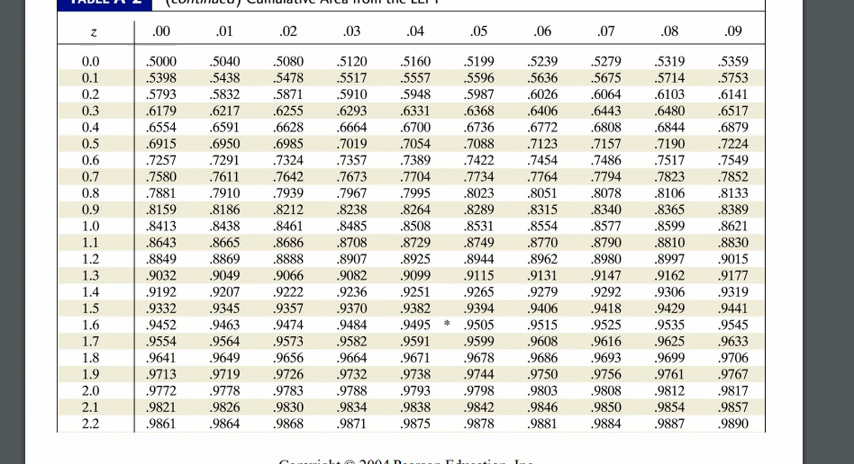 TABLE A-2 (continued) Cumulative Area from the LEFT
z .00 .01 .02 .03 .04 .05 .06 .07 .08 .09
0.0 .5000 .5040 .5080 .5120 .5160 .5199 .5239 .5279 .5319 .5359
0.1 .5398 .5438 .5478 .5517 .5557 .5596 .5636 .5675 .5714 .5753
0.2 .5793 .5832 .5871 .5910 .5948 .5987 .6026 .6064 .6103 .6141
0.3 .6179 .6217 .6255 .6293 .6331 .6368 .6406 .6443 .6480 .6517
0.4 .6554 .6591 .6628 .6664 .6700 .6736 .6772 .6808 .6844 .6879
0.5 .6915 .6950 .6985 .7019 .7054 .7088 .7123 .7157 .7190 .7224
0.6 .7257 .7291 .7324 .7357 .7389 .7422 .7454 .7486 .7517 .7549
0.7 .7580 .7611 .7642 .7673 .7704 .7734 .7764 .7794 .7823 .7852
0.8 .7881 .7910 .7939 .7967 .7995 .8023 .8051 .8078 .8106 .8133
0.9 .8159 .8186 .8212 .8238 .8264 .8289 .8315 .8340 .8365 .8389
1.0 .8413 .8438 .8461 .8485 .8508 .8531 .8554 .8577 .8599 .8621
1.1 .8643 .8665 .8686 .8708 .8729 .8749 .8770 .8790 .8810 .8830
1.2 .8849 .8869 .8888 .8907 .8925 .8944 .8962 .8980 .8997 .9015
1.3 .9032 .9049 .9066 .9082 .9099 .9115 .9131 .9147 .9162 .9177
1.4 .9192 .9207 .9222 .9236 .9251 .9265 .9279 .9292 .9306 .9319
1.5 .9332 .9345 .9357 .9370 .9382 .9394 .9406 .9418 .9429 .9441
1.6 .9452 .9463 .9474 .9484 .9495 * .9505 .9515 .9525 .9535 .9545
1.7 .9554 .9564 .9573 .9582 .9591 .9599 .9608 .9616 .9625 .9633
1.8 .9641 .9649 .9656 .9664 .9671 .9678 .9686 .9693 .9699 .9706
1.9 .9713 .9719 .9726 .9732 .9738 .9744 .9750 .9756 .9761 .9767
2.0 .9772 .9778 .9783 .9788 .9793 .9798 .9803 .9808 .9812 .9817
2.1 .9821 .9826 .9830 .9834 .9838 .9842 .9846 .9850 .9854 .9857
2.2 .9861 .9864 .9868 .9871 .9875 .9878 .9881 .9884 .9887 .9890
Copyright © 2004 Pearson Education, Inc.